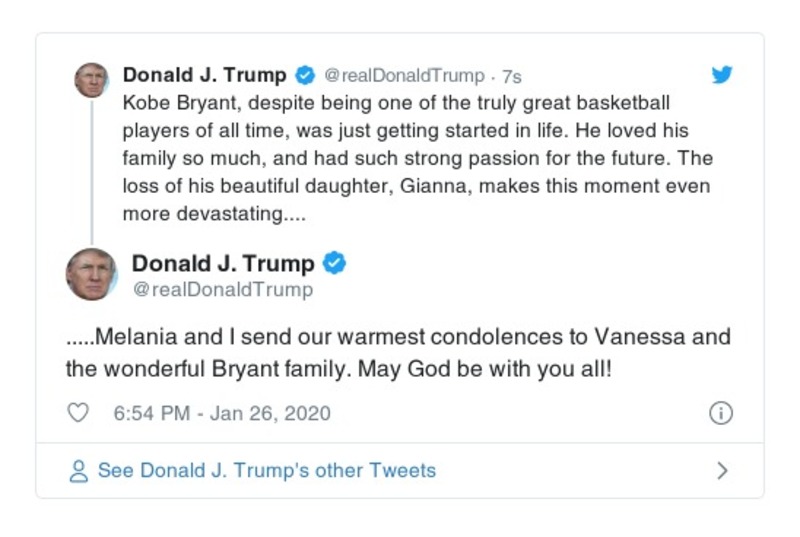 Donald J. Trump @realDonaldTrump · 7s
Kobe Bryant, despite being one of the truly great basketball
players of all time, was just getting started in life. He loved his
family so much, and had such strong passion for the future. The
loss of his beautiful daughter, Gianna, makes this moment even
more devastating....
Donald J. Trump
@realDonaldTrump
.....Melania and I send our warmest condolences to Vanessa and
the wonderful Bryant family. May God be with you all!
6:54 PM - Jan 26, 2020
See Donald J. Trump's other Tweets